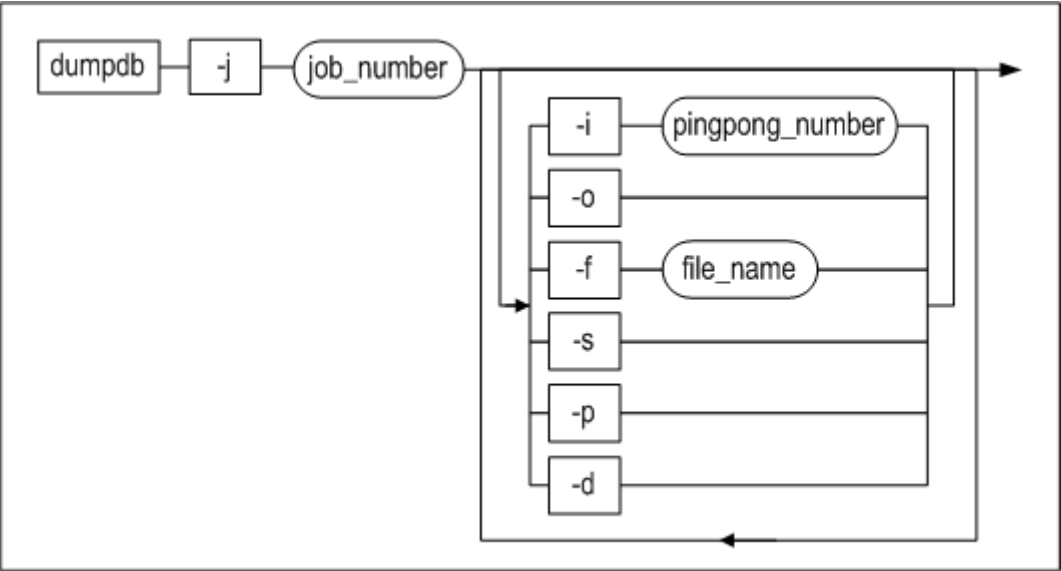 dumpdb -j job_number
-i pingpong_number
-o
-f file_name
-s
-p
-d